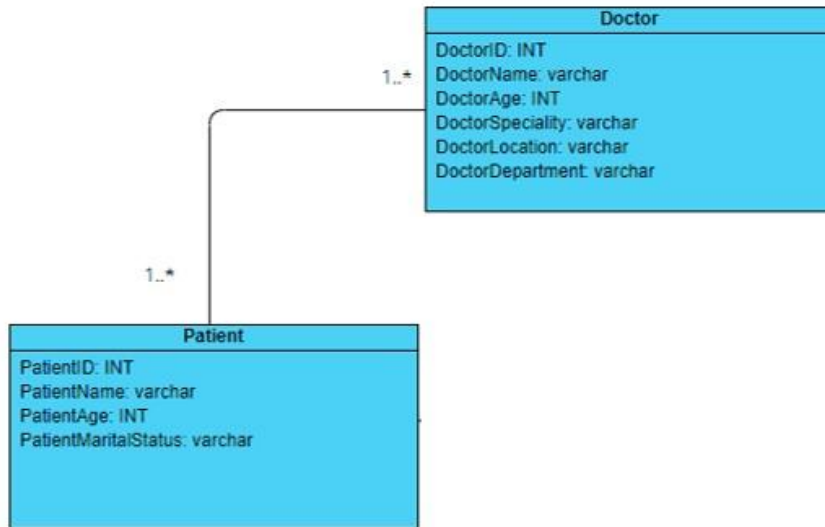 Doctor
DoctorID: INT
DoctorName: varchar
DoctorAge: INT
DoctorSpeciality: varchar
DoctorLocation: varchar
DoctorDepartment: varchar
1..*
1..*
Patient
PatientID: INT
PatientName: varchar
PatientAge: INT
PatientMaritalStatus: varchar